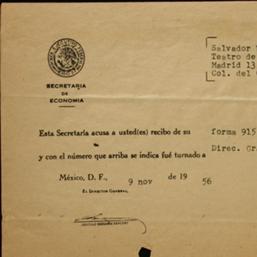 Salvador
Teatro de
Madrid 13
Col. del
SECRETARIA
DE
ECONOMIA
Esta Secretaría acusa a usted(es) recibo de su forma 915
y con el número que arriba se indica fué turnado a Direc. Gr
México, D. F., 9 nov de 19 56
EL DIRECTOR GENERAL,